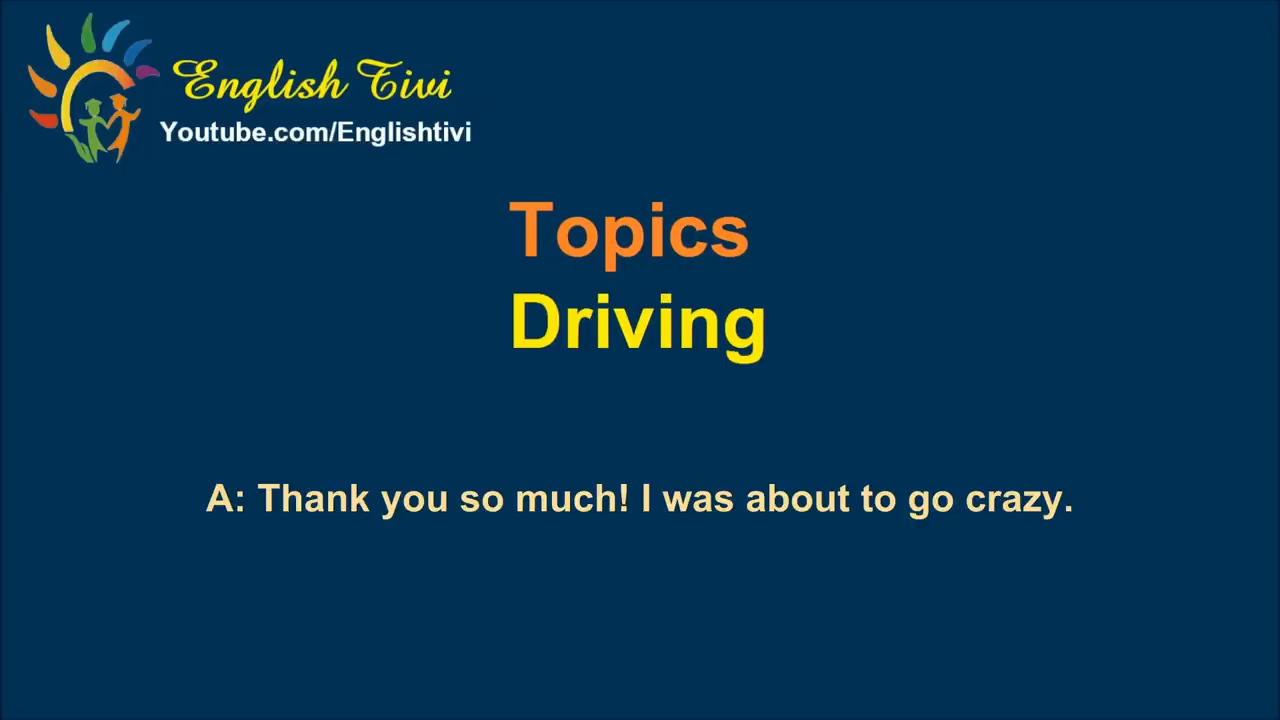 English Tivi
Youtube.com/Englishtivi
Topics
Driving
A: Thank you so much! I was about to go crazy.